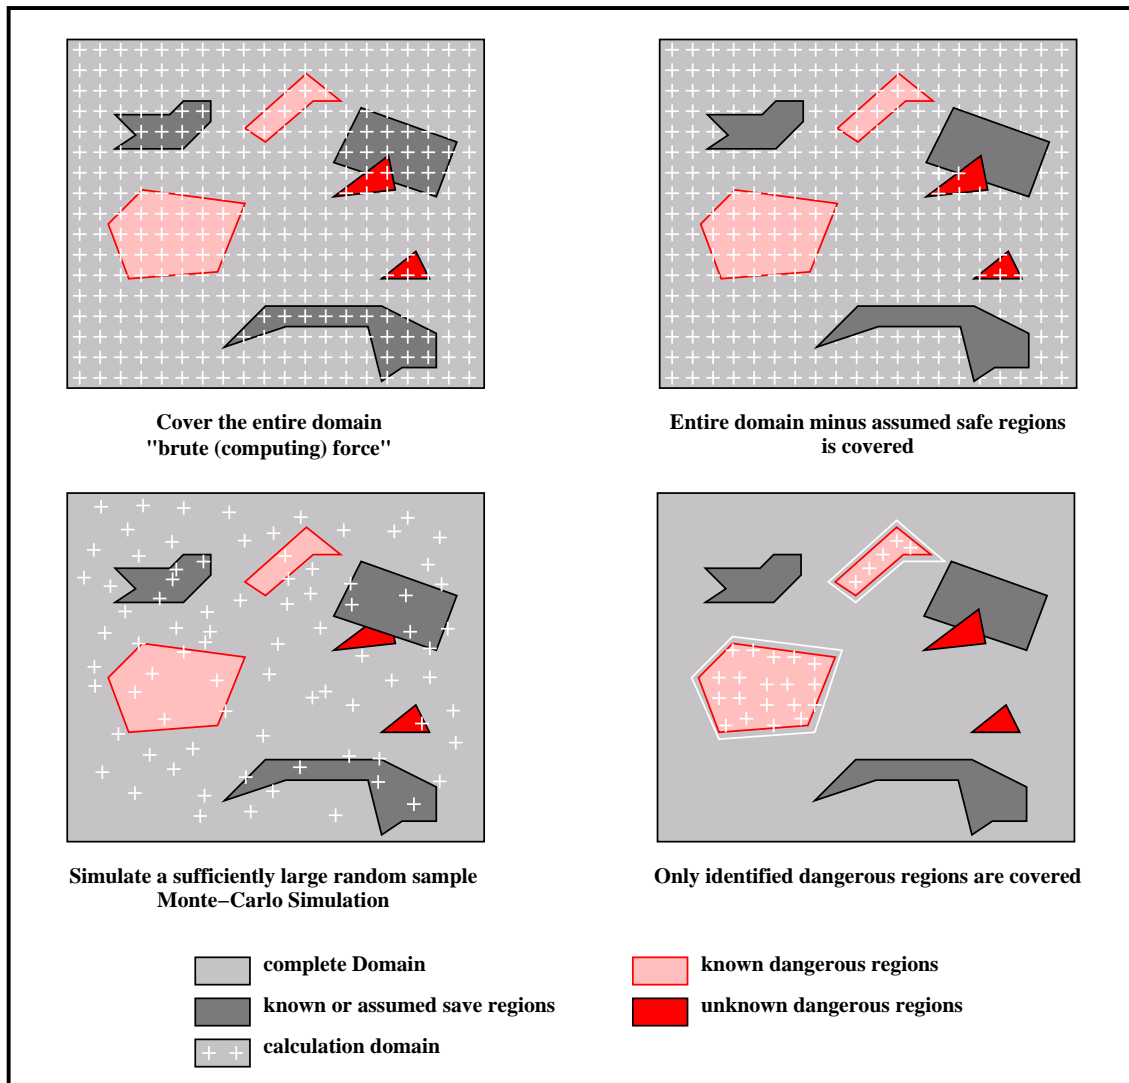 Cover the entire domain
"brute (computing) force"
Entire domain minus assumed safe regions
is covered
Simulate a sufficiently large random sample
Monte−Carlo Simulation
Only identified dangerous regions are covered
complete Domain
known or assumed save regions
calculation domain
known dangerous regions
unknown dangerous regions